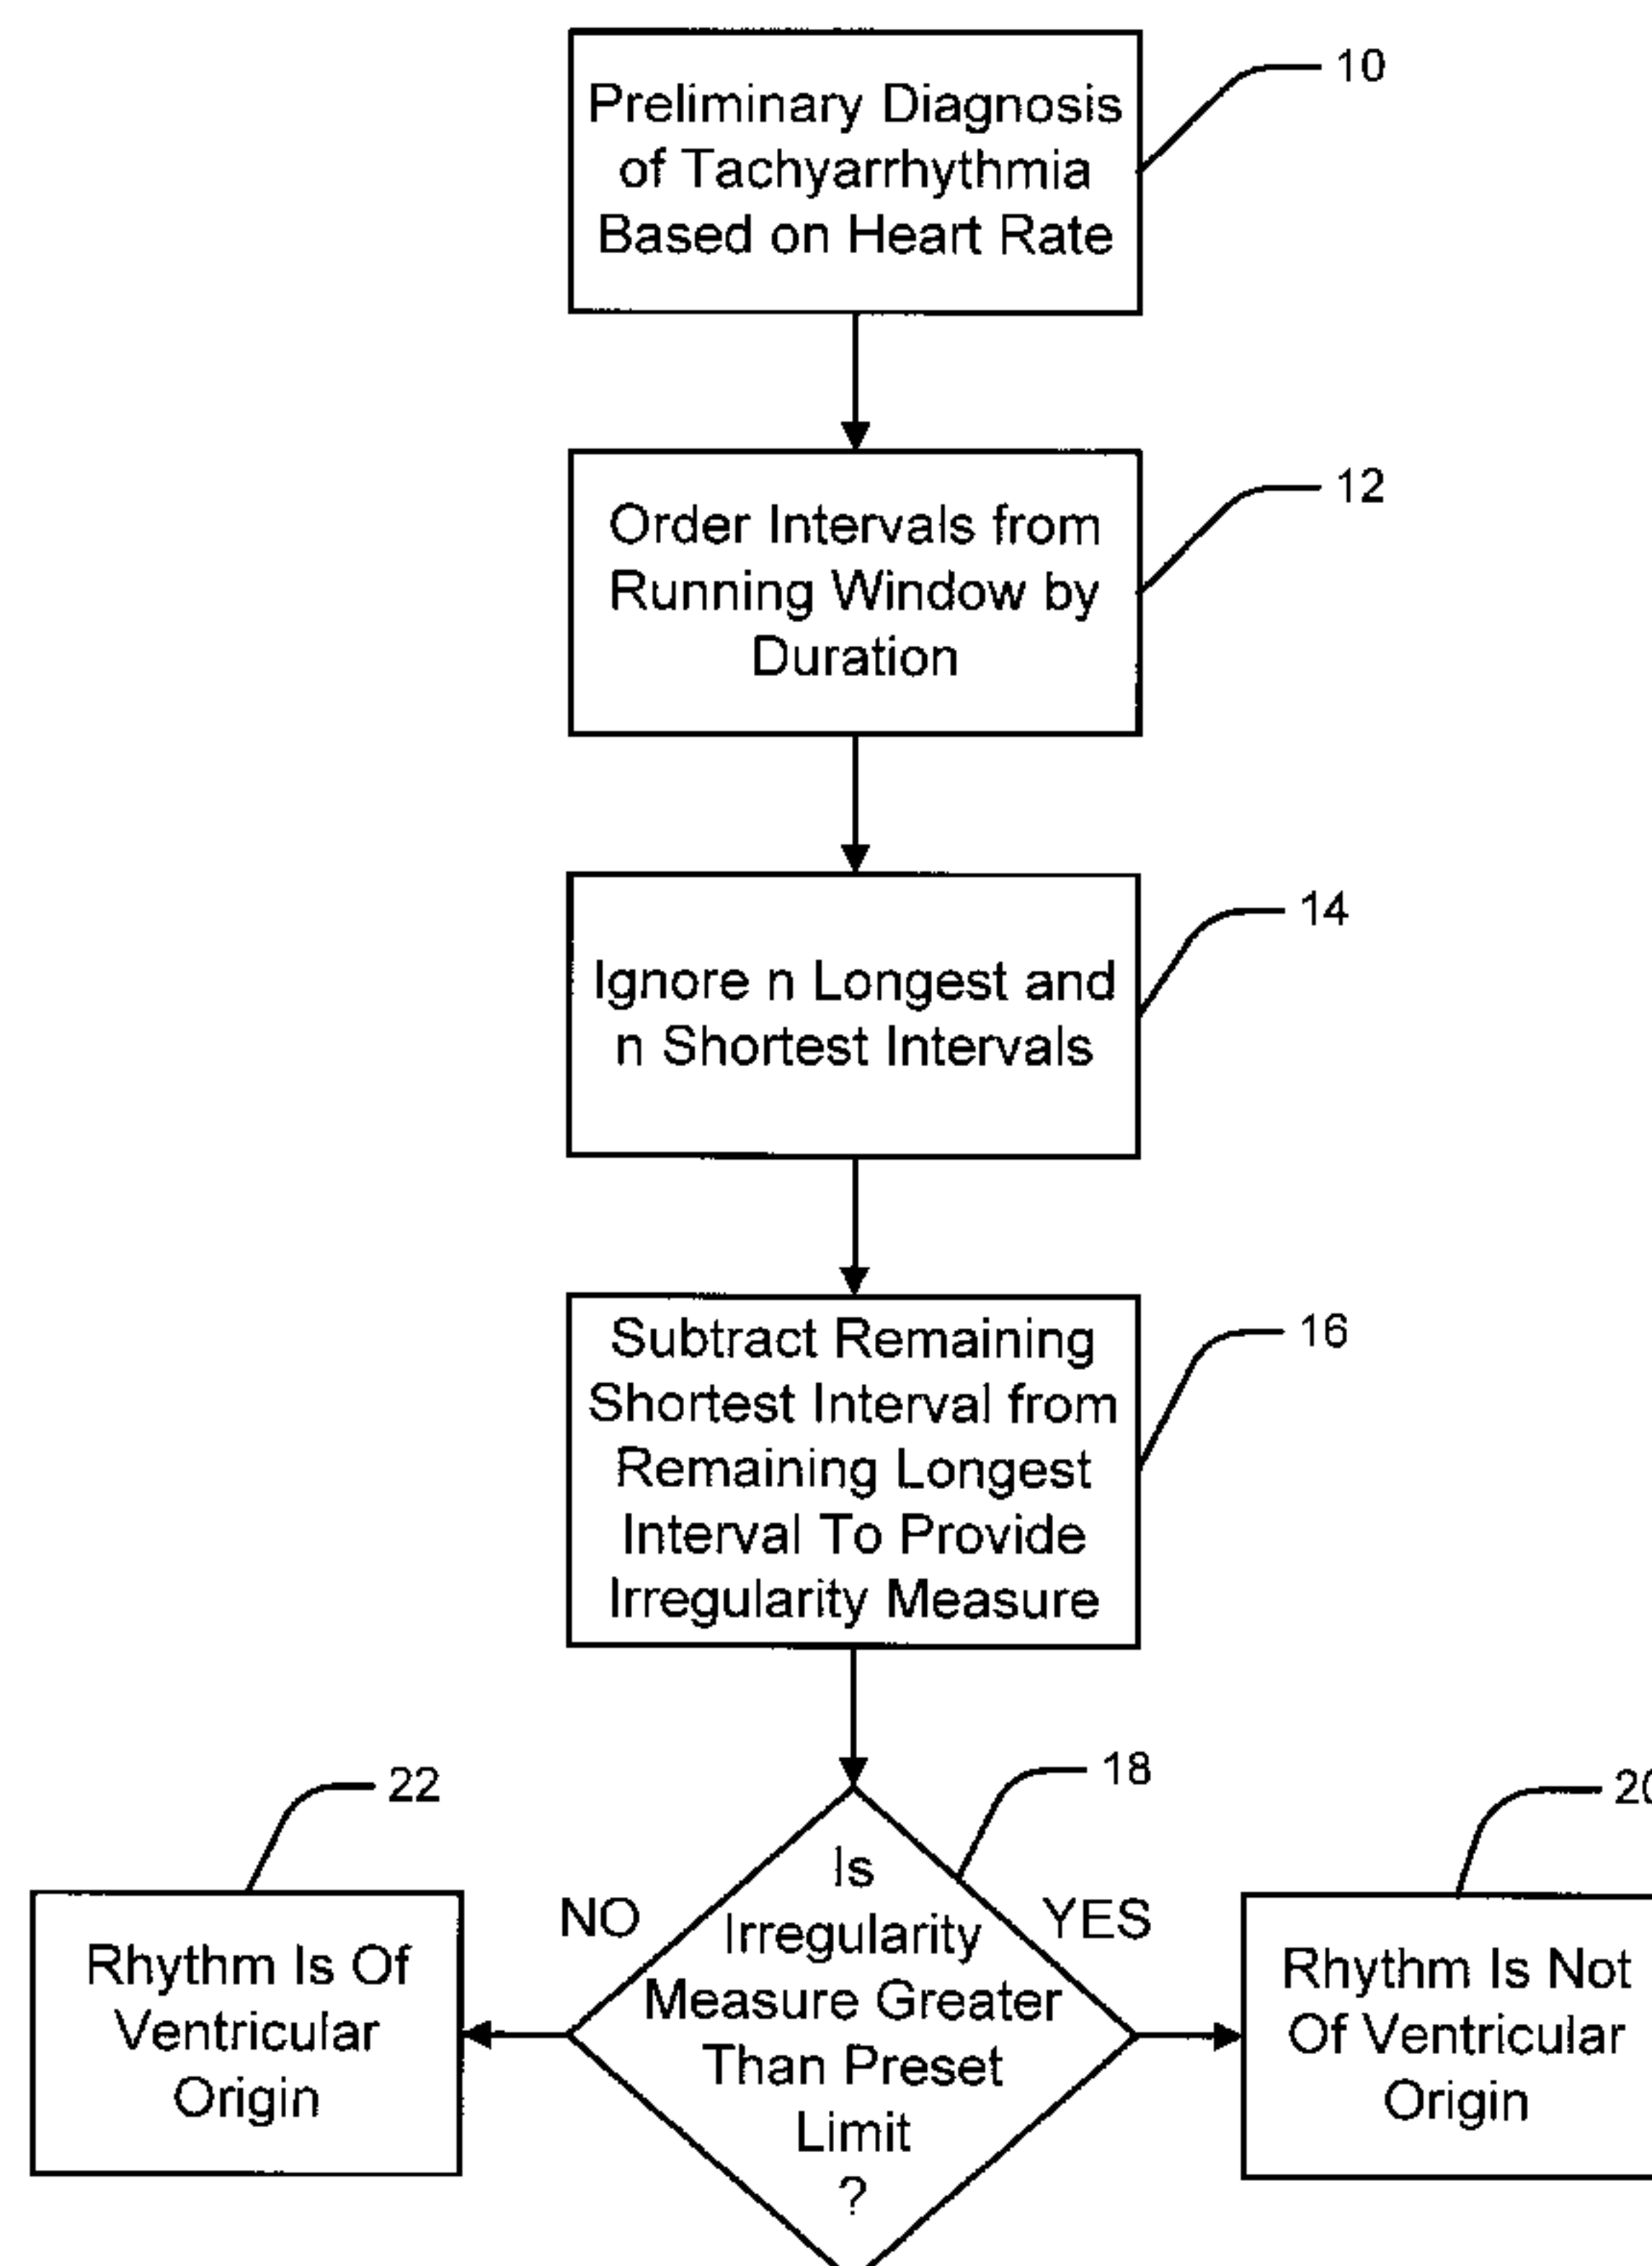 10
Preliminary Diagnosis
of Tachyarrhythmia
Based on Heart Rate
12
Order Intervals from
Running Window by
Duration
14
Ignore n Longest and
n Shortest Intervals
16
Subtract Remaining
Shortest Interval from
Remaining Longest
Interval To Provide
Irregularity Measure
18
Is
Irregularity
Measure Greater
Than Preset
Limit
?
NO
YES
22
Rhythm Is Of
Ventricular
Origin
20
Rhythm Is Not
Of Ventricular
Origin